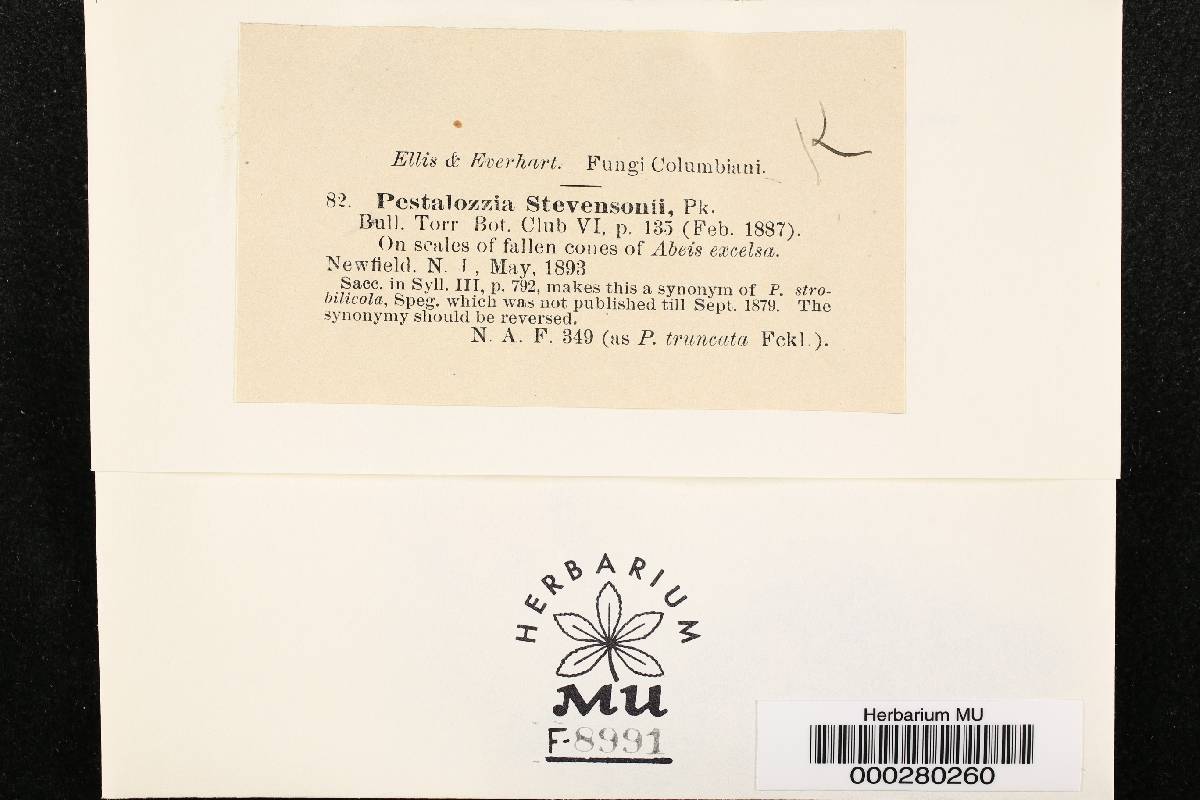 K
Ellis & Everhart. Fungi Columbiani.
82. Pestalozzia Stevensonii, Pk.
Bull. Torr Bot. Club VI, p. 135 (Feb. 1887).
On scales of fallen cones of Abeis excelsa.
Newfield. N. J, May, 1893
Sacc. in Syll. III, p. 792, makes this a synonym of P. stro-
bilicola, Speg. which was not published till Sept. 1879. The
synonymy should be reversed.
N. A. F. 349 (as P. truncata Fckl.).
HERBARIUM
MU
F-8991
Herbarium MU
000280260